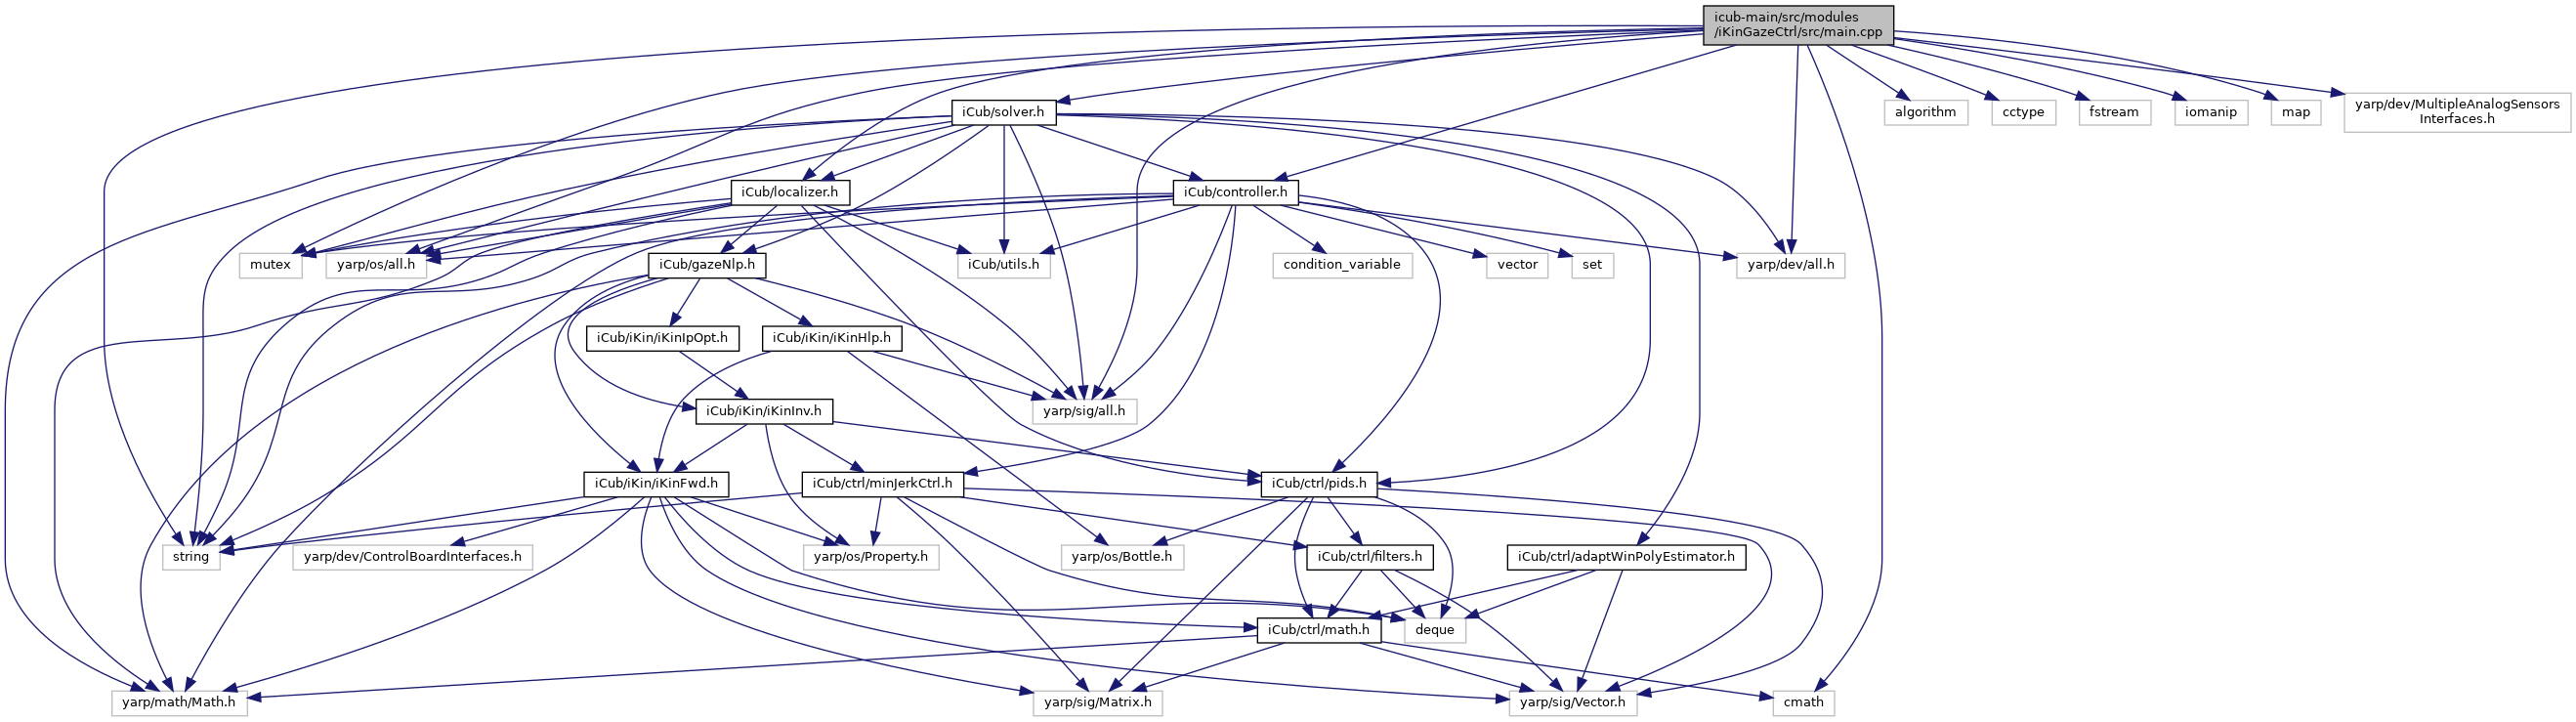 icub-main/src/modules
/iKinGazeCtrl/src/main.cpp
iCub/solver.h
algorithm
cctype
fstream
iomanip
map
yarp/dev/MultipleAnalogSensors
Interfaces.h
iCub/localizer.h
iCub/controller.h
mutex
yarp/os/all.h
iCub/gazeNlp.h
iCub/utils.h
condition_variable
vector
set
yarp/dev/all.h
iCub/iKin/iKinIpOpt.h
iCub/iKin/iKinHlp.h
iCub/iKin/iKinInv.h
yarp/sig/all.h
iCub/iKin/iKinFwd.h
iCub/ctrl/minJerkCtrl.h
iCub/ctrl/pids.h
string
yarp/dev/ControlBoardInterfaces.h
yarp/os/Property.h
yarp/os/Bottle.h
iCub/ctrl/filters.h
iCub/ctrl/adaptWinPolyEstimator.h
iCub/ctrl/math.h
deque
yarp/math/Math.h
yarp/sig/Matrix.h
yarp/sig/Vector.h
cmath